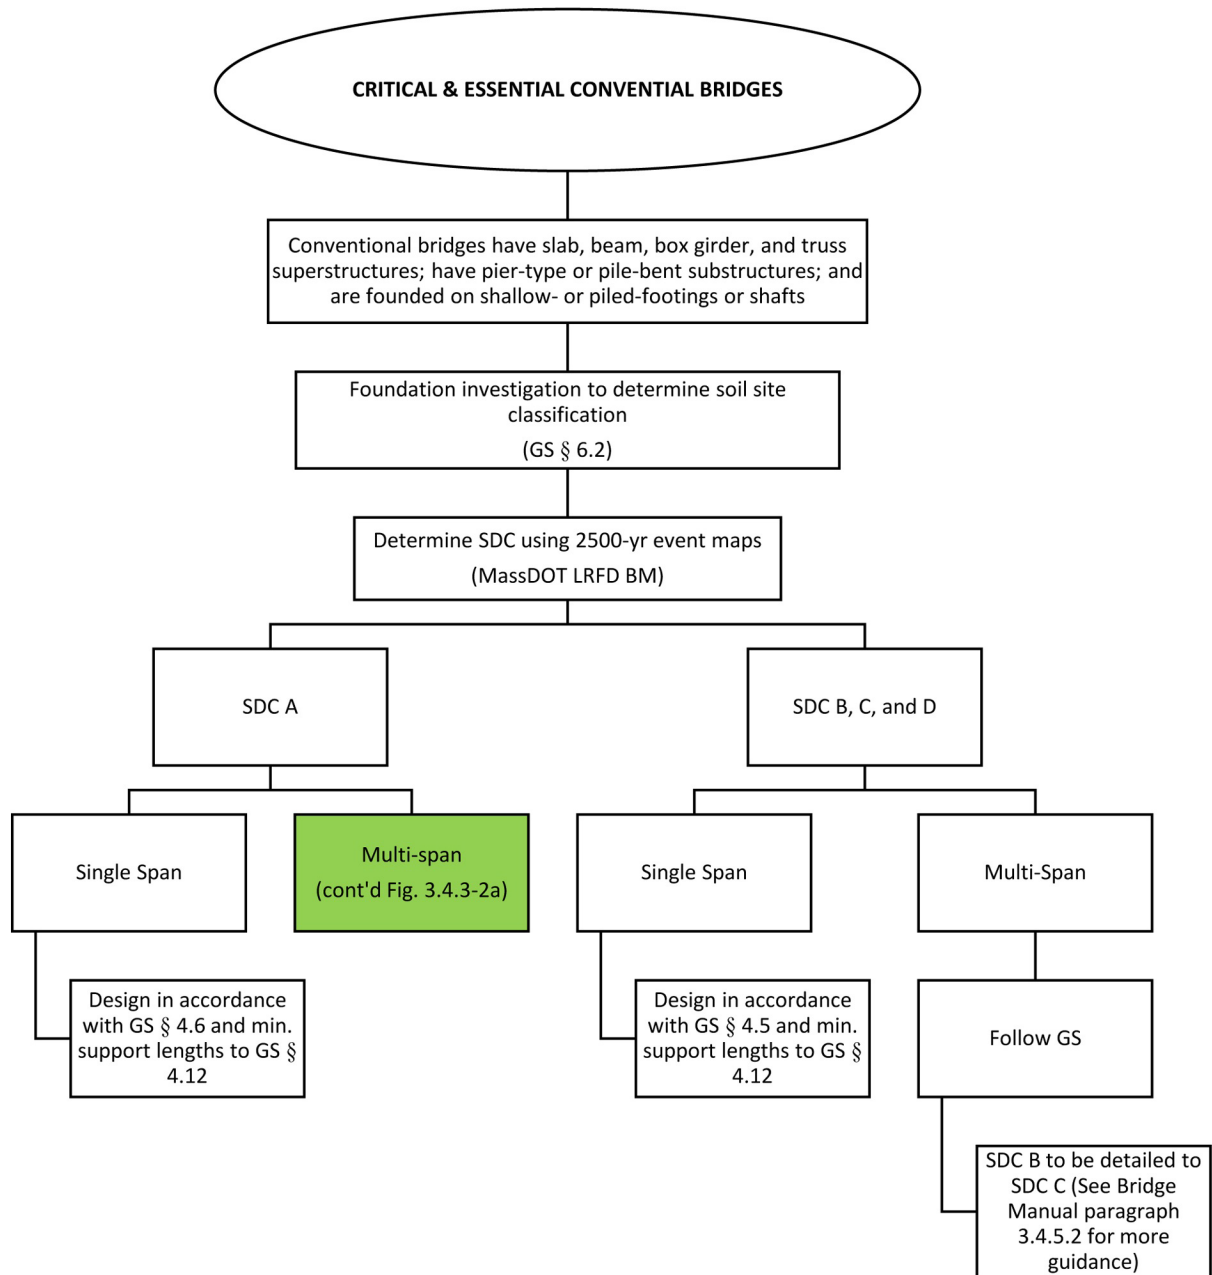 CRITICAL & ESSENTIAL CONVENTIAL BRIDGES
Conventional bridges have slab, beam, box girder, and truss
superstructures; have pier-type or pile-bent substructures; and
are founded on shallow- or piled-footings or shafts
Foundation investigation to determine soil site
classification
(GS § 6.2)
Determine SDC using 2500-yr event maps
(MassDOT LRFD BM)
SDC A
SDC B, C, and D
Single Span
Multi-span
(cont'd Fig. 3.4.3-2a)
Single Span
Multi-Span
Design in accordance
with GS § 4.6 and min.
support lengths to GS §
4.12
Design in accordance
with GS § 4.5 and min.
support lengths to GS §
4.12
Follow GS
SDC B to be detailed to
SDC C (See Bridge
Manual paragraph
3.4.5.2 for more
guidance)